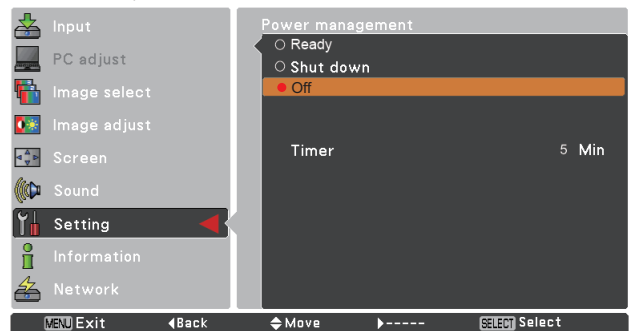 Input
PC adjust
Image select
Image adjust
Screen
Sound
Setting
Information
Network
Power management
Ready
Shut down
Off
Timer 5 Min
MENU Exit Back Move ----- SELECT Select